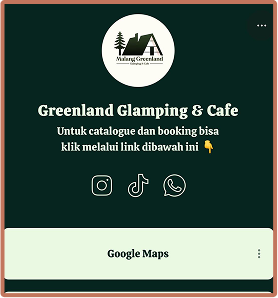 Malang Greenland
Glamping & Cafe
Greenland Glamping & Cafe
Untuk catalogue dan booking bisa
klik melalui link dibawah ini 👇
Google Maps